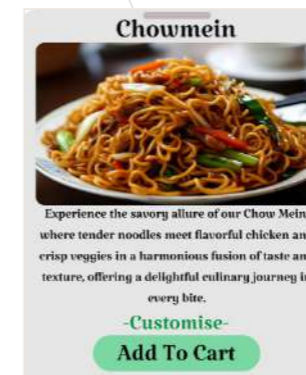 Chowmein
Experience the savory allure of our Chow Mein
where tender noodles meet flavorful chicken an
crisp veggies in a harmonious fusion of taste an
texture, offering a delightful culinary journey i
every bite.
-Customise-
Add To Cart